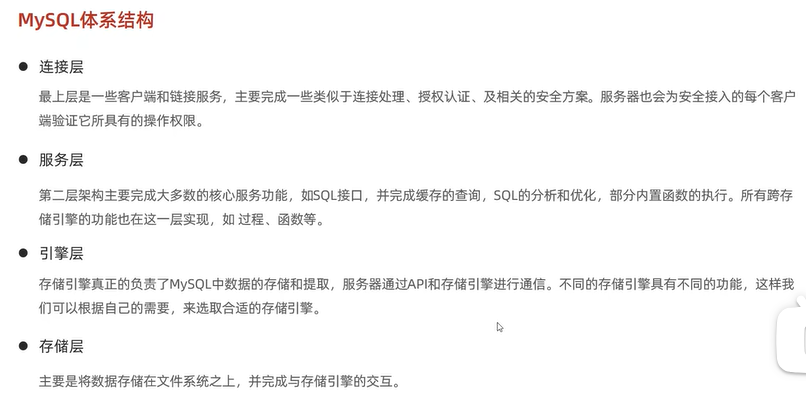 MySQL体系结构
● 连接层
最上层是一些客户端和链接服务，主要完成一些类似于连接处理、授权认证、及相关的安全方案。服务器也会为安全接入的每个客户
端验证它所具有的操作权限。
● 服务层
第二层架构主要完成大多数的核心服务功能，如SQL接口，并完成缓存的查询，SQL的分析和优化，部分内置函数的执行。所有跨存
储引擎的功能也在这一层实现，如 过程、函数等。
● 引擎层
存储引擎真正的负责了MySQL中数据的存储和提取，服务器通过API和存储引擎进行通信。不同的存储引擎具有不同的功能，这样我
们可以根据自己的需要，来选取合适的存储引擎。
● 存储层
主要是将数据存储在文件系统之上，并完成与存储引擎的交互。